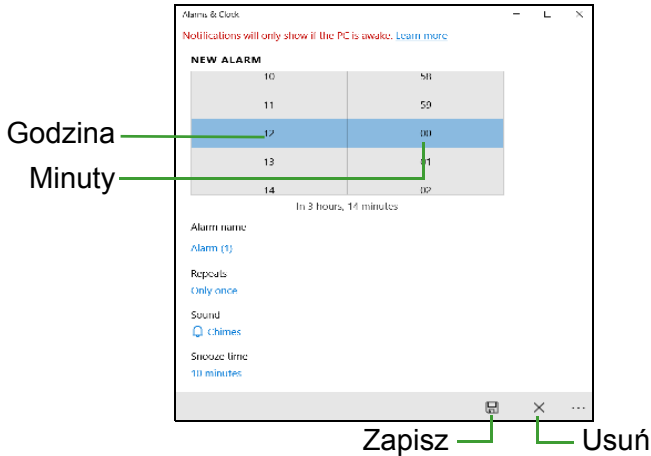 Alarms & Clock
Notifications will only show if the PC is awake. Learn more
NEW ALARM
10 58
11 59
Godzina
12 00
Minuty
13 01
14 02
In 3 hours, 14 minutes
Alarm name
Alarm (1)
Repeats
Only once
Sound
Chimes
Snooze time
10 minutes
Zapisz
Usuń